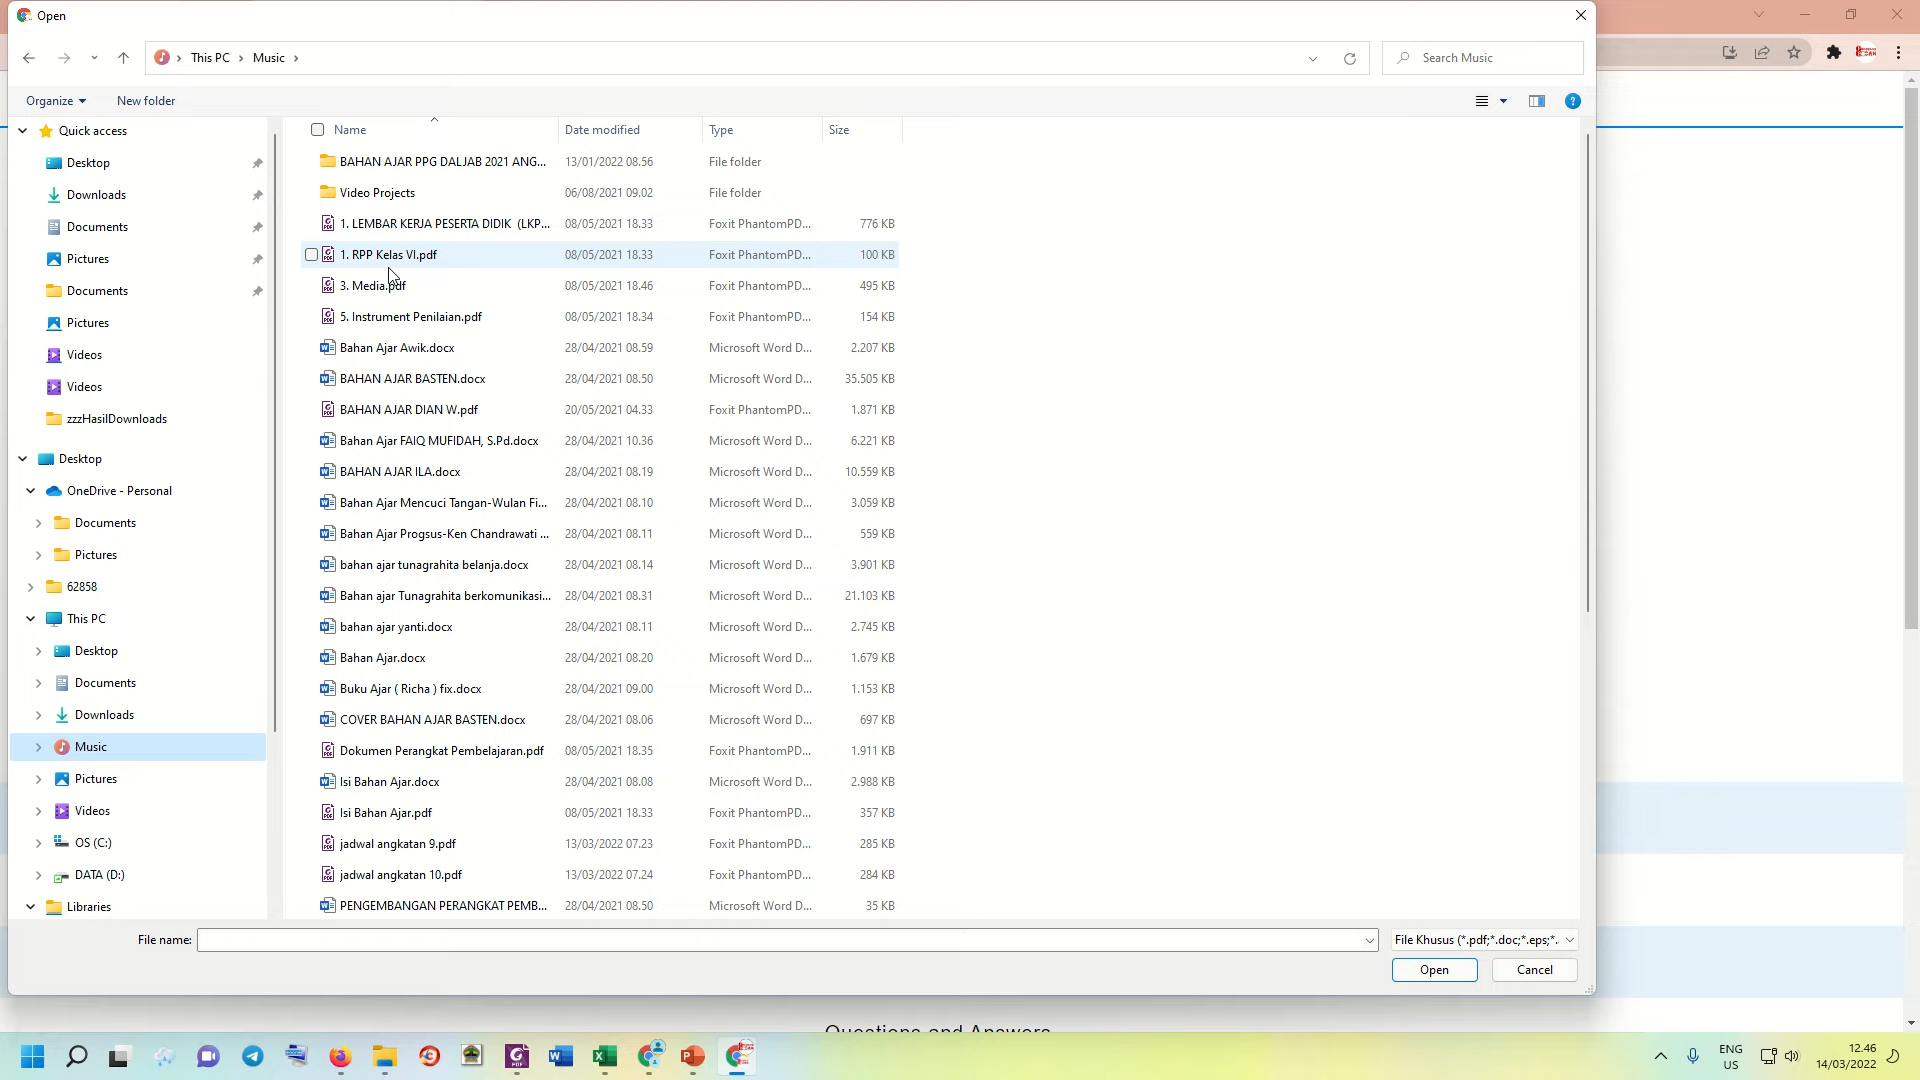 Open
This PC
Music
Search Music
Organize
New folder
Quick access
Desktop
Downloads
Documents
Pictures
Documents
Pictures
Videos
Videos
zzzHasilDownloads
Desktop
OneDrive - Personal
Documents
Pictures
62858
This PC
Desktop
Documents
Downloads
Music
Pictures
Videos
OS (C:)
DATA (D:)
Libraries
Name Date modified Type Size
BAHAN AJAR PPG DALJAB 2021 ANG... 13/01/2022 08.56 File folder
Video Projects 06/08/2021 09.02 File folder
1. LEMBAR KERJA PESERTA DIDIK (LKP... 08/05/2021 18.33 Foxit PhantomPD... 776 KB
1. RPP Kelas VI.pdf 08/05/2021 18.33 Foxit PhantomPD... 100 KB
3. Media.pdf 08/05/2021 18.46 Foxit PhantomPD... 495 KB
5. Instrument Penilaian.pdf 08/05/2021 18.34 Foxit PhantomPD... 154 KB
Bahan Ajar Awik.docx 28/04/2021 08.59 Microsoft Word D... 2.207 KB
BAHAN AJAR BASTEN.docx 28/04/2021 08.50 Microsoft Word D... 35.505 KB
BAHAN AJAR DIAN W.pdf 20/05/2021 04.33 Foxit PhantomPD... 1.871 KB
Bahan Ajar FAIQ MUFIDAH, S.Pd.docx 28/04/2021 10.36 Microsoft Word D... 6.221 KB
BAHAN AJAR ILA.docx 28/04/2021 08.19 Microsoft Word D... 10.559 KB
Bahan Ajar Mencuci Tangan-Wulan Fi... 28/04/2021 08.10 Microsoft Word D... 3.059 KB
Bahan Ajar Progsus-Ken Chandrawati ... 28/04/2021 08.11 Microsoft Word D... 559 KB
bahan ajar tunagrahita belanja.docx 28/04/2021 08.14 Microsoft Word D... 3.901 KB
Bahan ajar Tunagrahita berkomunikasi... 28/04/2021 08.31 Microsoft Word D... 21.103 KB
bahan ajar yanti.docx 28/04/2021 08.11 Microsoft Word D... 2.745 KB
Bahan Ajar.docx 28/04/2021 08.20 Microsoft Word D... 1.679 KB
Buku Ajar ( Richa ) fix.docx 28/04/2021 09.00 Microsoft Word D... 1.153 KB
COVER BAHAN AJAR BASTEN.docx 28/04/2021 08.06 Microsoft Word D... 697 KB
Dokumen Perangkat Pembelajaran.pdf 08/05/2021 18.35 Foxit PhantomPD... 1.911 KB
Isi Bahan Ajar.docx 28/04/2021 08.08 Microsoft Word D... 2.988 KB
Isi Bahan Ajar.pdf 08/05/2021 18.33 Foxit PhantomPD... 357 KB
jadwal angkatan 9.pdf 13/03/2022 07.23 Foxit PhantomPD... 285 KB
jadwal angkatan 10.pdf 13/03/2022 07.24 Foxit PhantomPD... 284 KB
PENGEMBANGAN PERANGKAT PEMB... 28/04/2021 08.50 Microsoft Word D... 35 KB
File name:
File Khusus (*.pdf;*.doc;*.eps;*.
Open
Cancel
Questions and Answers
ENG
US
12.46
14/03/2022